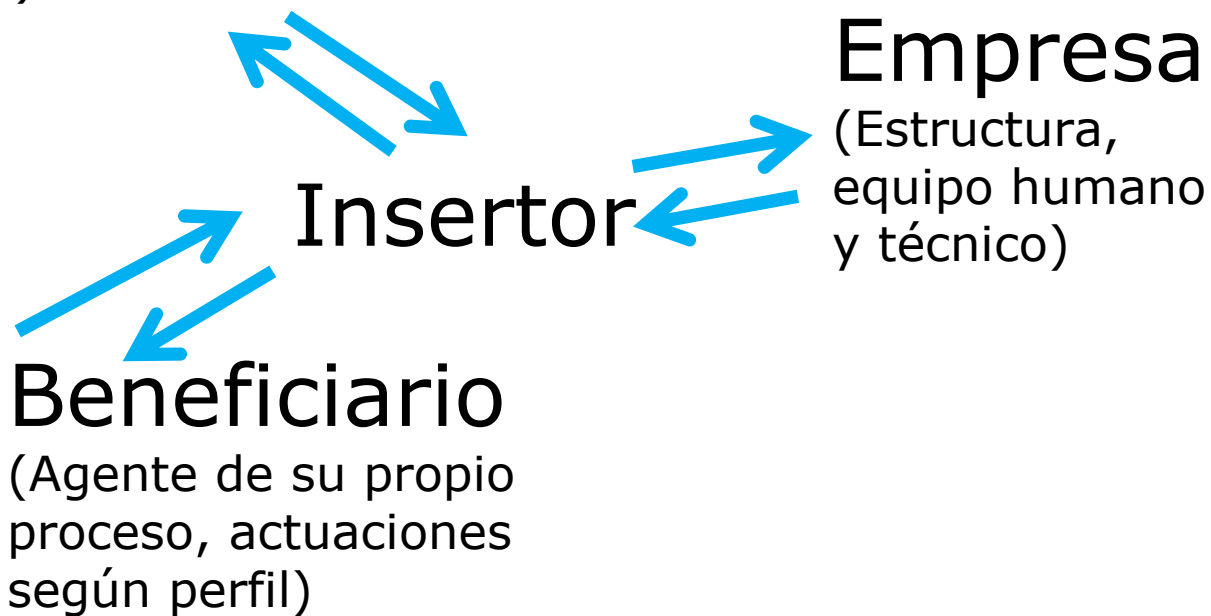 )
Empresa
(Estructura,
equipo humano
y técnico)
Insertor
Beneficiario
(Agente de su propio
proceso, actuaciones
según perfil)